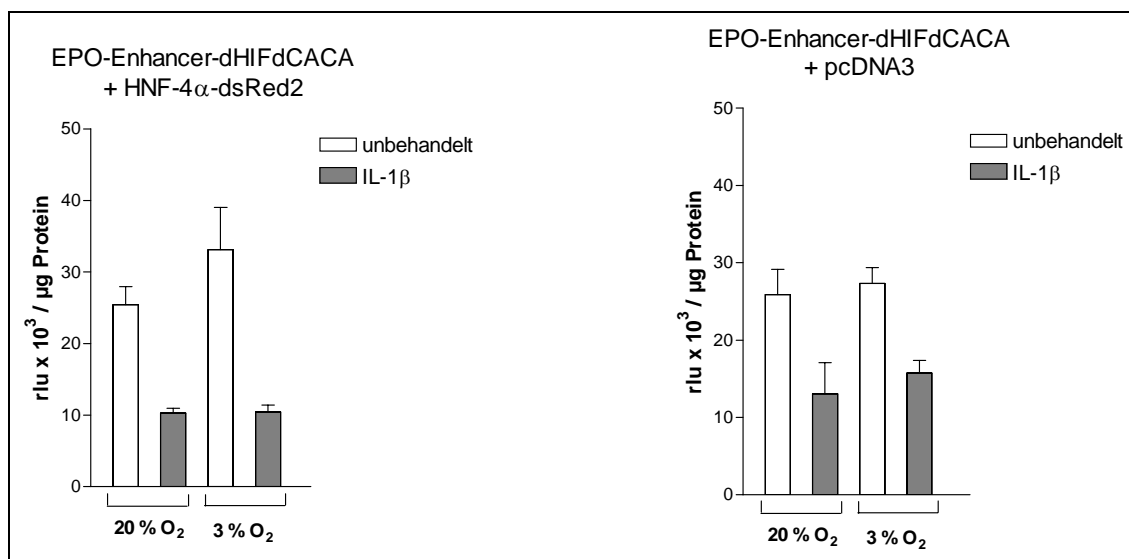 EPO-Enhancer-dHIFdCACA
+ HNF-4α-dsRed2
unbehandelt
IL-1β
50
40
30
20
10
0
rlu x 10³ / µg Protein
20 % O₂
3 % O₂
EPO-Enhancer-dHIFdCACA
+ pcDNA3
unbehandelt
IL-1β
50
40
30
20
10
0
rlu x 10³ / µg Protein
20 % O₂
3 % O₂